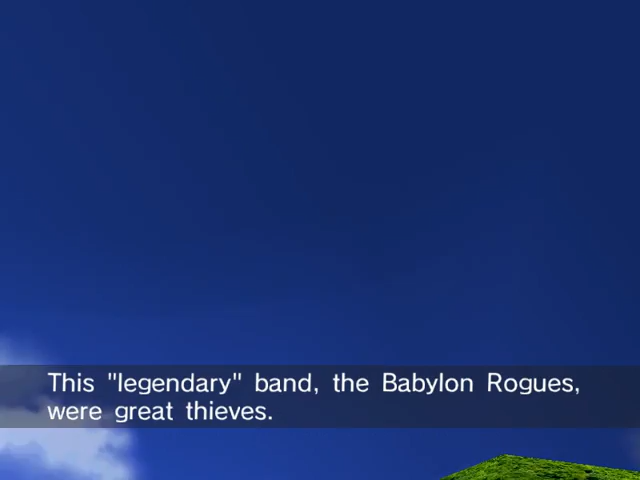 This "legendary" band, the Babylon Rogues,
were great thieves.